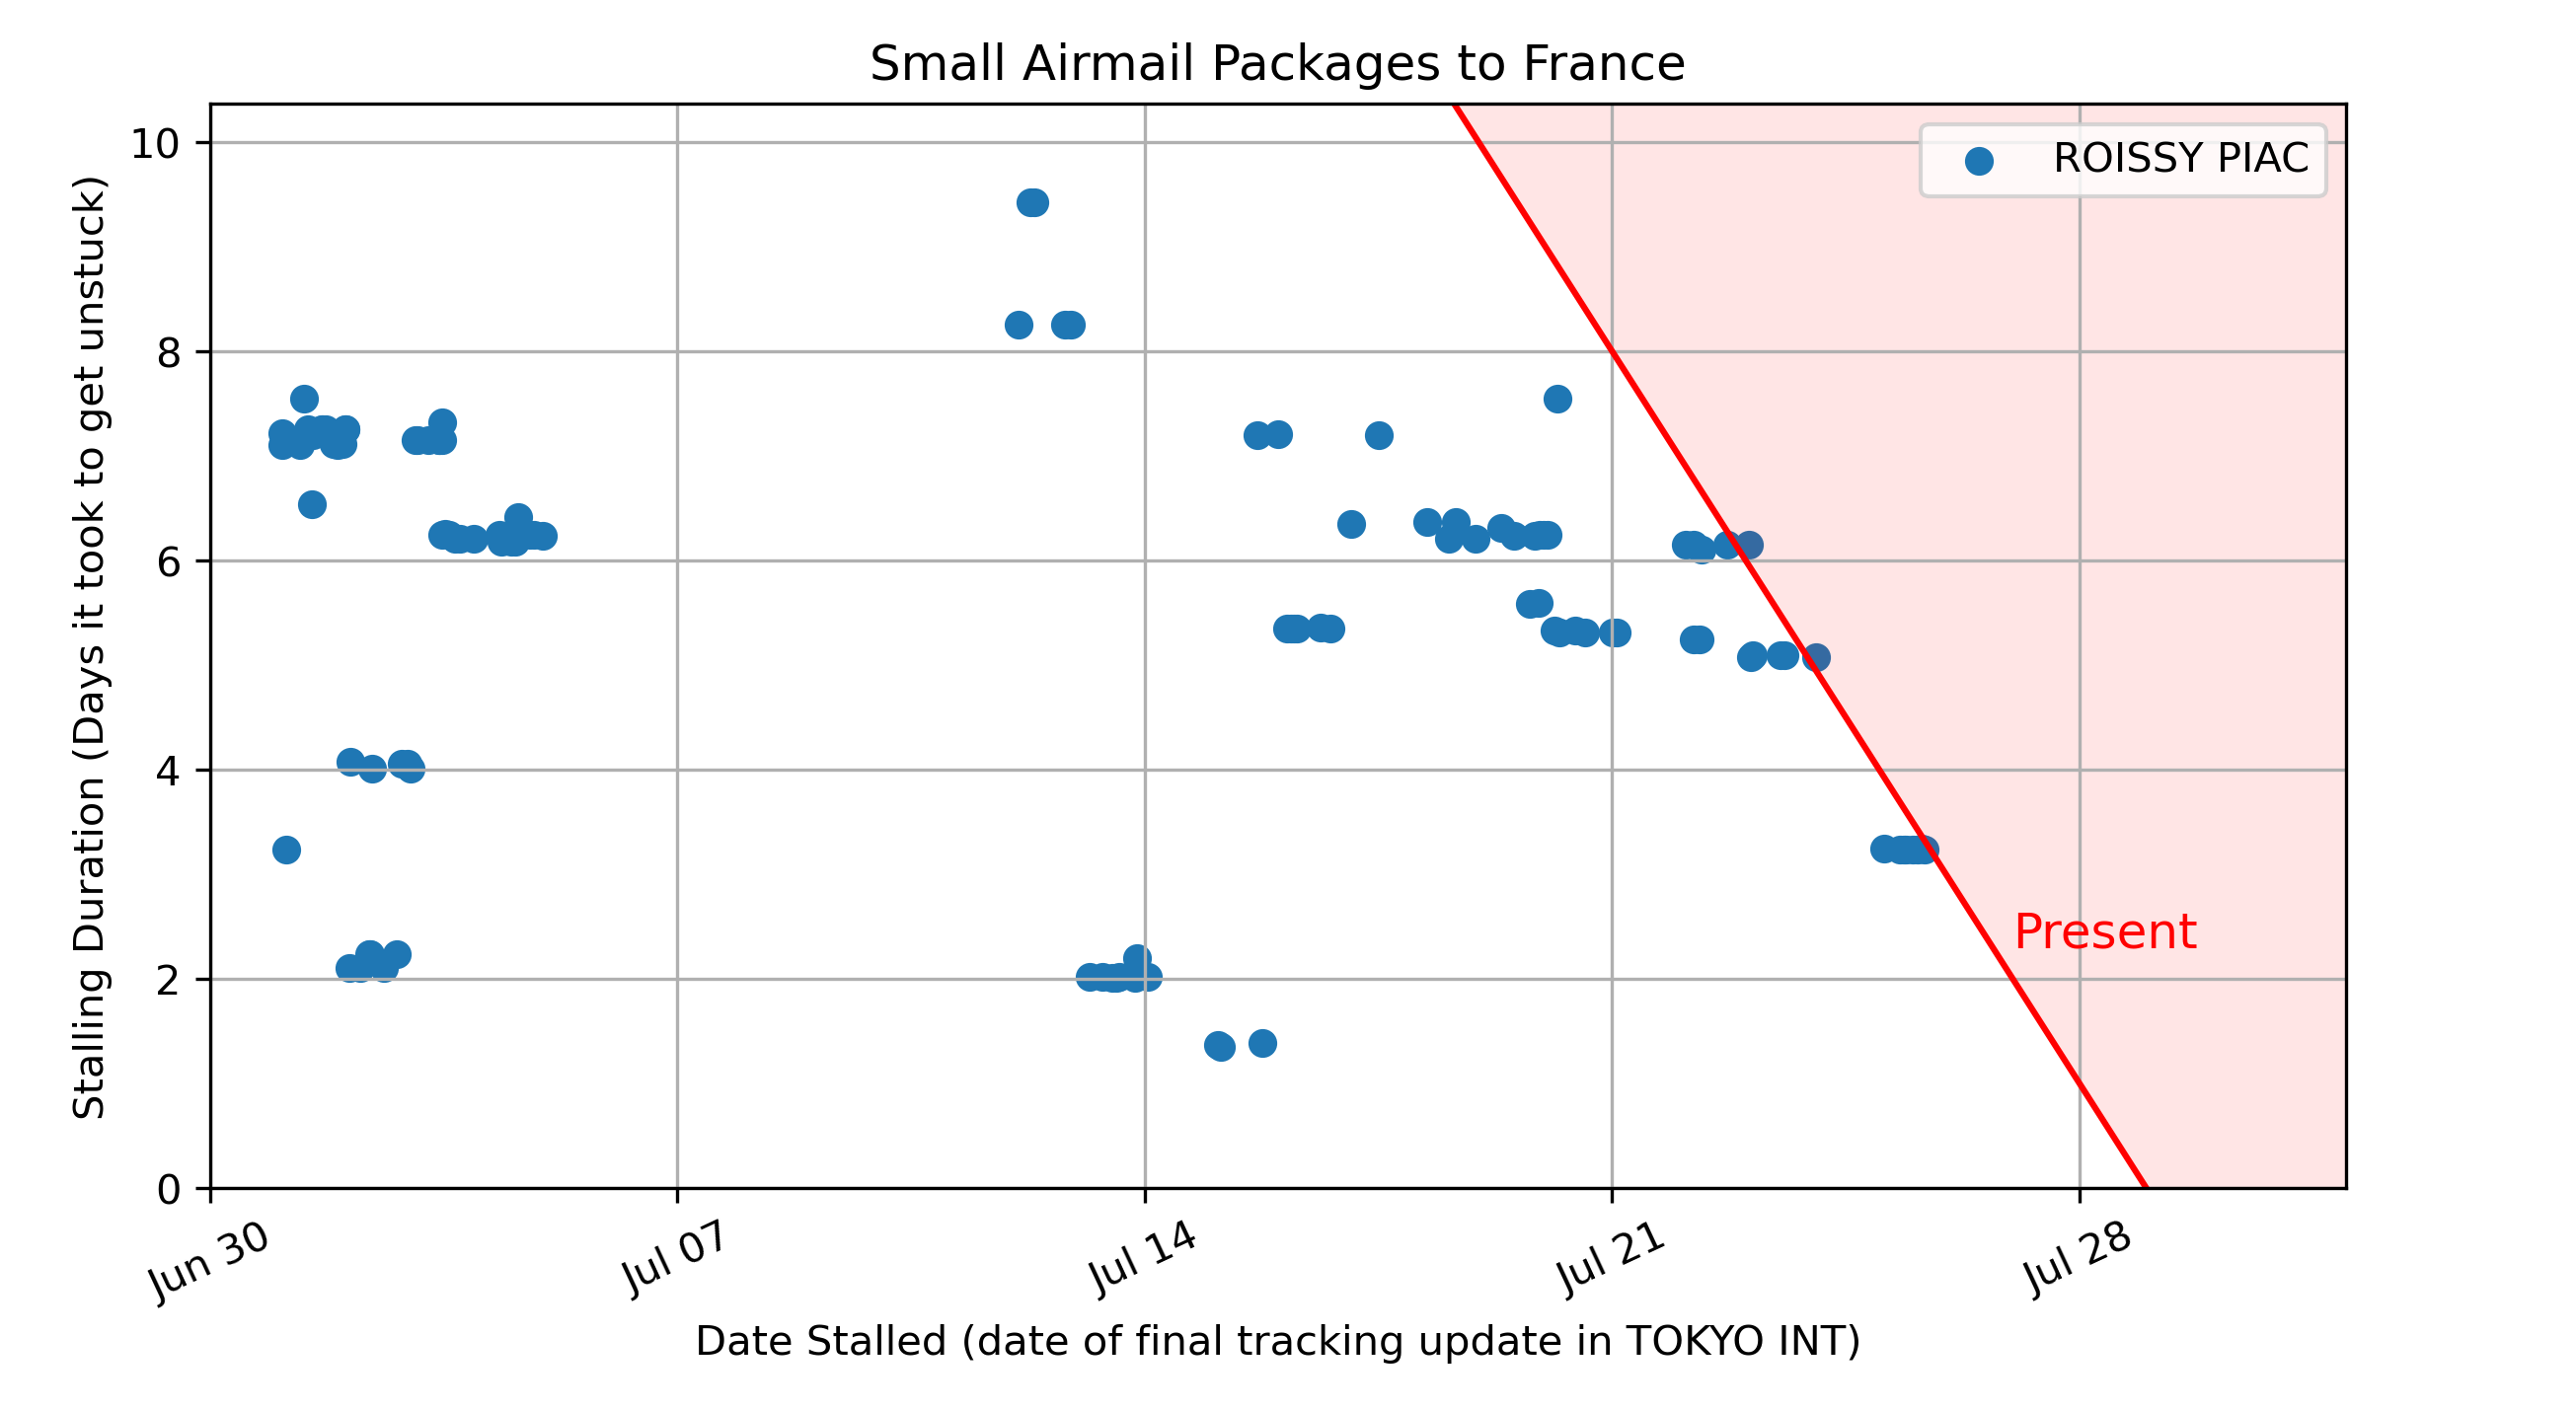 Small Airmail Packages to France
Stalling Duration (Days it took to get unstuck)
10
8
6
4
2
0
ROISSY PIAC
Present
Jun 30
Jul 07
Jul 14
Jul 21
Jul 28
Date Stalled (date of final tracking update in TOKYO INT)